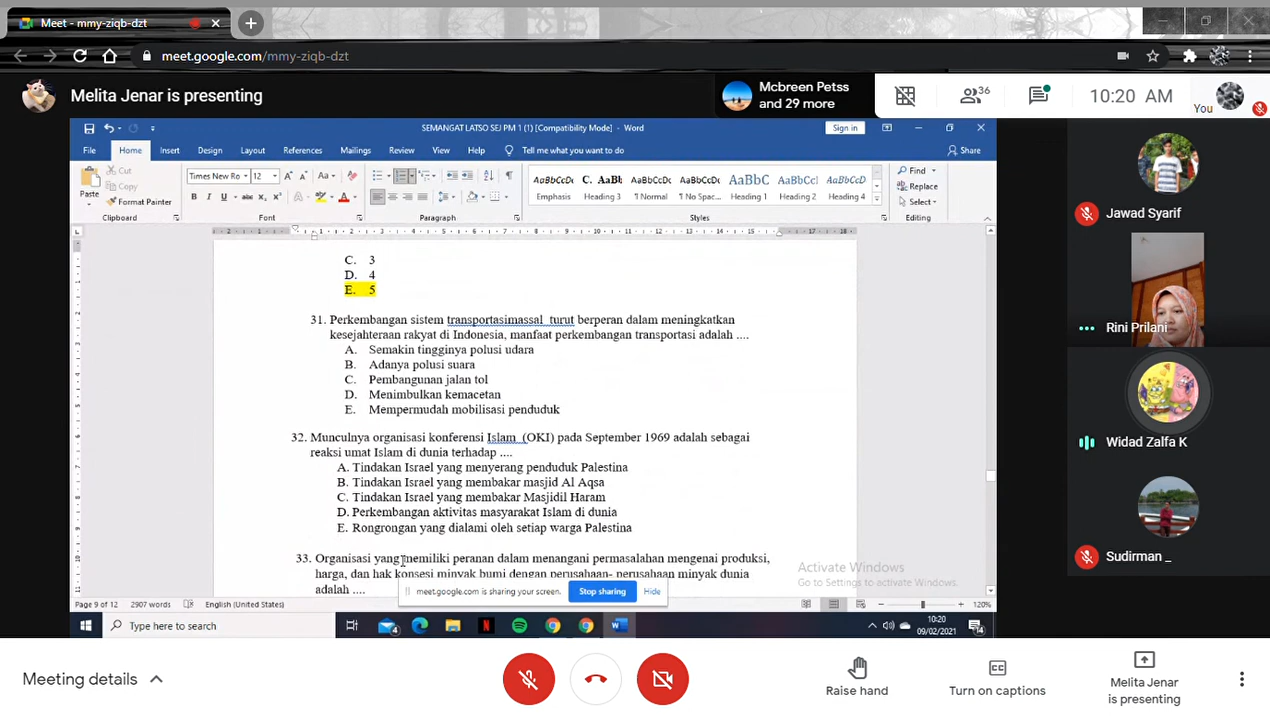 Meet - mmy-ziqb-dzt
meet.google.com/mmy-ziqb-dzt
Melita Jenar is presenting
Mcbreen Petss
and 29 more
36
10:20 AM
You
SEMANGAT LATSO SEJ PM 1 (1) [Compatibility Mode] - Word
Sign in
File Home Insert Design Layout References Mailings Review View Help Tell me what you want to do Share
Paste
Cut
Copy
Format Painter
Clipboard
Times New Ro 12
Font
Paragraph
AaBbCcDc Emphasis
C. AaBb Heading 3
AaBbCcDc ¶ Normal
AaBbCcDc ¶ No Spac...
AaBbC Heading 1
AaBbCc Heading 2
AaBbCcD Heading 4
Styles
Find
Replace
Select
Editing
C. 3
D. 4
E. 5
31. Perkembangan sistem transportasimassal turut berperan dalam meningkatkan
kesejahteraan rakyat di Indonesia, manfaat perkembangan transportasi adalah ....
A. Semakin tingginya polusi udara
B. Adanya polusi suara
C. Pembangunan jalan tol
D. Menimbulkan kemacetan
E. Mempermudah mobilisasi penduduk
32. Munculnya organisasi konferensi Islam (OKI) pada September 1969 adalah sebagai
reaksi umat Islam di dunia terhadap ....
A. Tindakan Israel yang menyerang penduduk Palestina
B. Tindakan Israel yang membakar masjid Al Aqsa
C. Tindakan Israel yang membakar Masjidil Haram
D. Perkembangan aktivitas masyarakat Islam di dunia
E. Rongrongan yang dialami oleh setiap warga Palestina
33. Organisasi yang memiliki peranan dalam menangani permasalahan mengenai produksi,
harga, dan hak konsesi minyak bumi dengan perusahaan- perusahaan minyak dunia
adalah ....
Activate Windows
Go to Settings to activate Windows.
meet.google.com is sharing your screen. Stop sharing Hide
Page 9 of 12 2907 words English (United States) 120%
Type here to search
10:20
09/02/2021
Jawad Syarif
Rini Prilani
Widad Zalfa K
Sudirman _
Meeting details
Raise hand
Turn on captions
Melita Jenar
is presenting